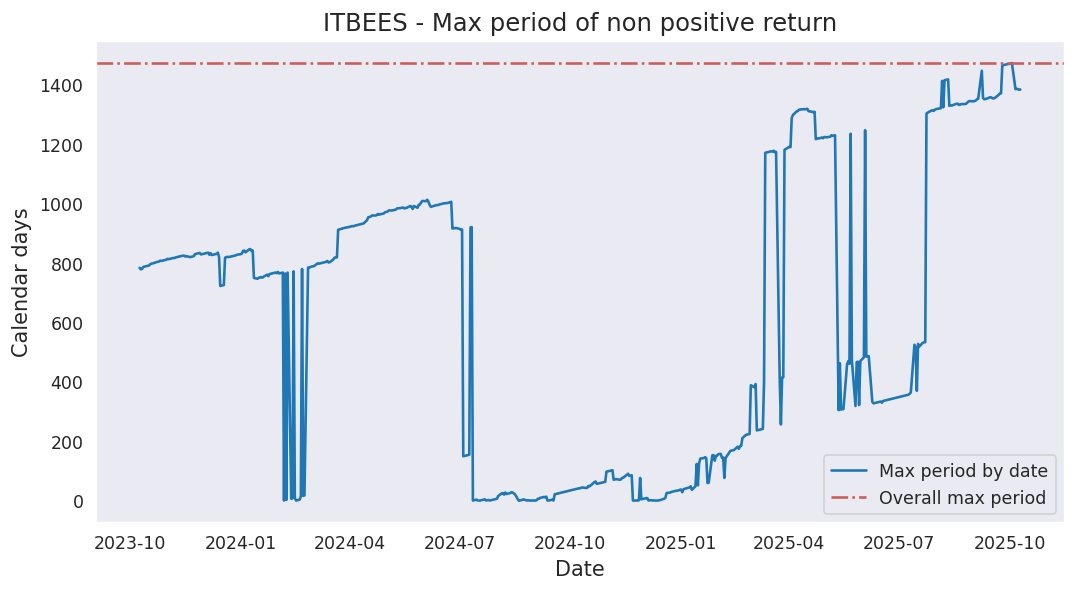 ITBEES - Max period of non positive return
Calendar days
1400
1200
1000
800
600
400
200
0
2023-10 2024-01 2024-04 2024-07 2024-10 2025-01 2025-04 2025-07 2025-10
Date
Max period by date
Overall max period